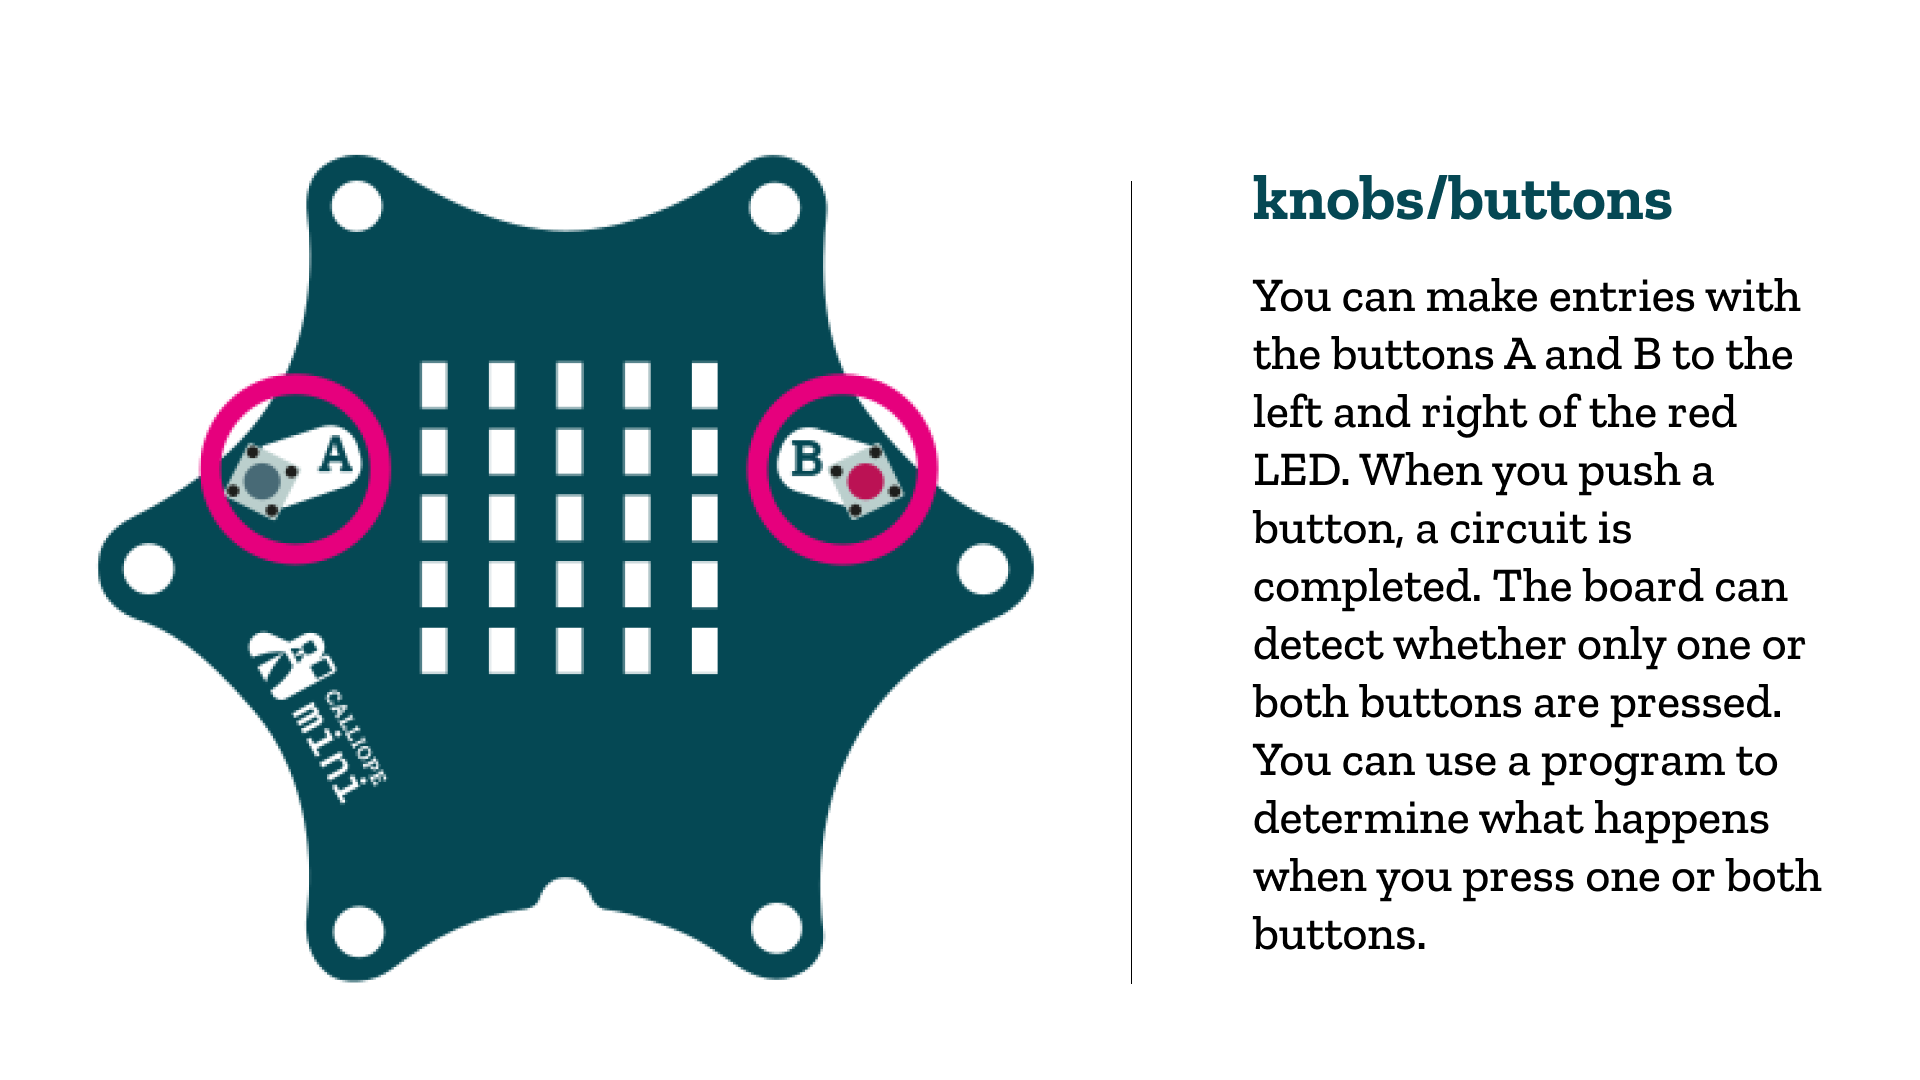 A
B
CALLIOPE
mini
knobs/buttons
You can make entries with
the buttons A and B to the
left and right of the red
LED. When you push a
button, a circuit is
completed. The board can
detect whether only one or
both buttons are pressed.
You can use a program to
determine what happens
when you press one or both
buttons.